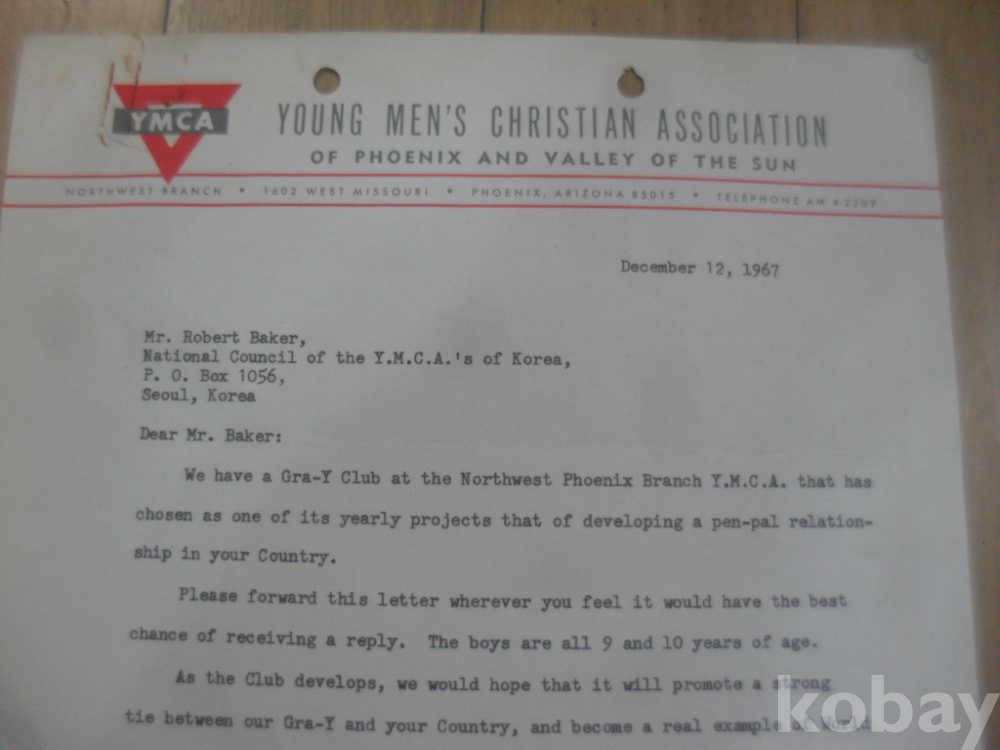 YMCA
YOUNG MEN'S CHRISTIAN ASSOCIATION
OF PHOENIX AND VALLEY OF THE SUN
NORTHWEST BRANCH • 1602 WEST MISSOURI • PHOENIX, ARIZONA 85015 • TELEPHONE AM 4-2209
December 12, 1967
Mr. Robert Baker,
National Council of the Y.M.C.A.'s of Korea,
P. O. Box 1056,
Seoul, Korea
Dear Mr. Baker:
We have a Gra-Y Club at the Northwest Phoenix Branch Y.M.C.A. that has
chosen as one of its yearly projects that of developing a pen-pal relation-
ship in your Country.
Please forward this letter wherever you feel it would have the best
chance of receiving a reply. The boys are all 9 and 10 years of age.
As the Club develops, we would hope that it will promote a strong
tie between our Gra-Y and your Country, and become a real example of World
kobay